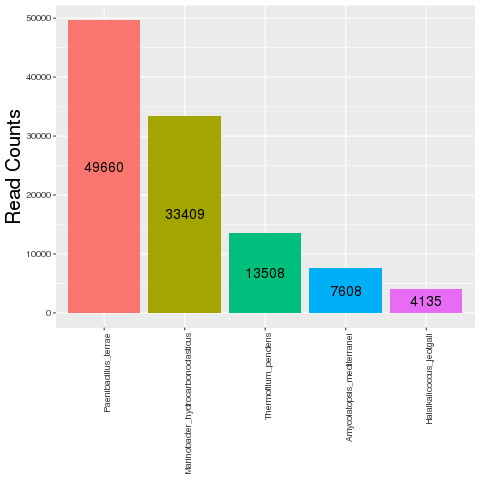 Read Counts
50000
40000
30000
20000
10000
0
49660
33409
13508
7608
4135
Paenibacillus_terrae
Marinobacter_hydrocarbonoclasticus
Thermofilum_pendens
Amycolatopsis_mediterranei
Halalkalicoccus_jeotgali